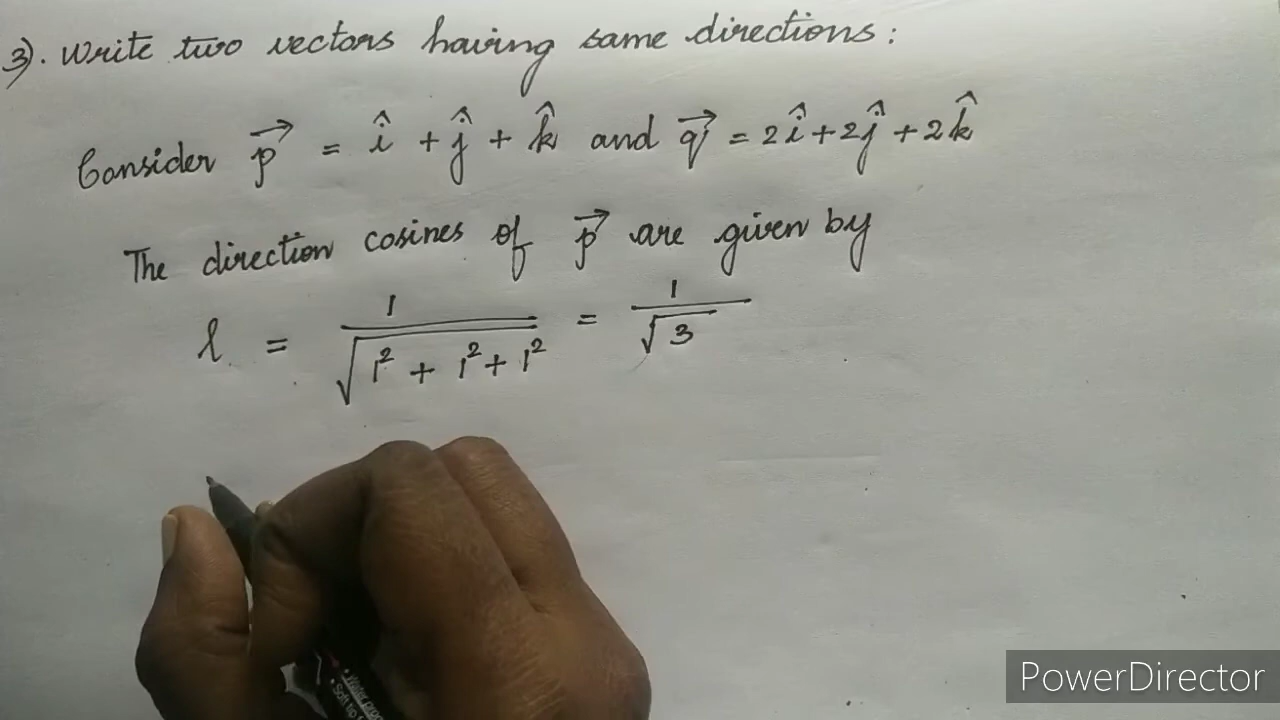 3). Write two vectors having same directions:
Consider p⃗ = î + ĵ + k̂ and q⃗ = 2î + 2ĵ + 2k̂
The direction cosines of p⃗ are given by
l = 1/√(1² + 1² + 1²) = 1/√3
PowerDirector